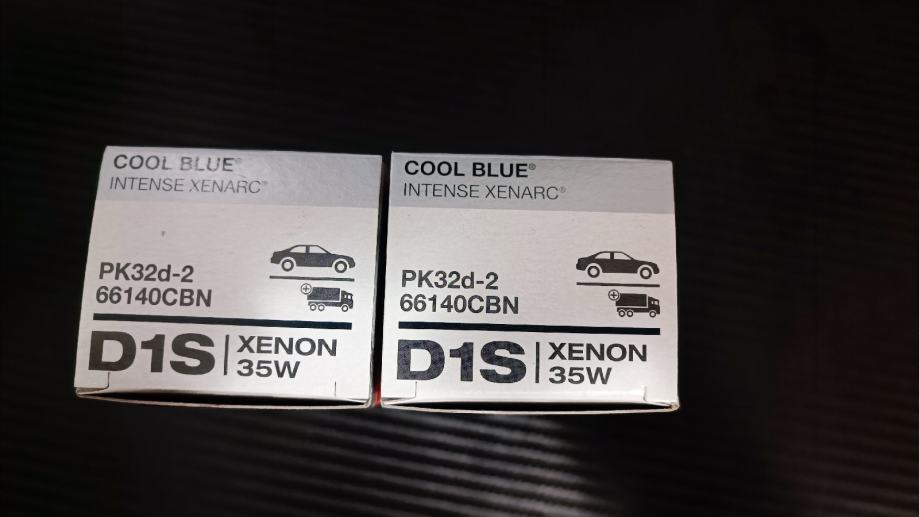 COOL BLUE®
INTENSE XENARC®
PK32d-2
66140CBN
D1S | XENON
35W
COOL BLUE®
INTENSE XENARC®
PK32d-2
66140CBN
D1S | XENON
35W